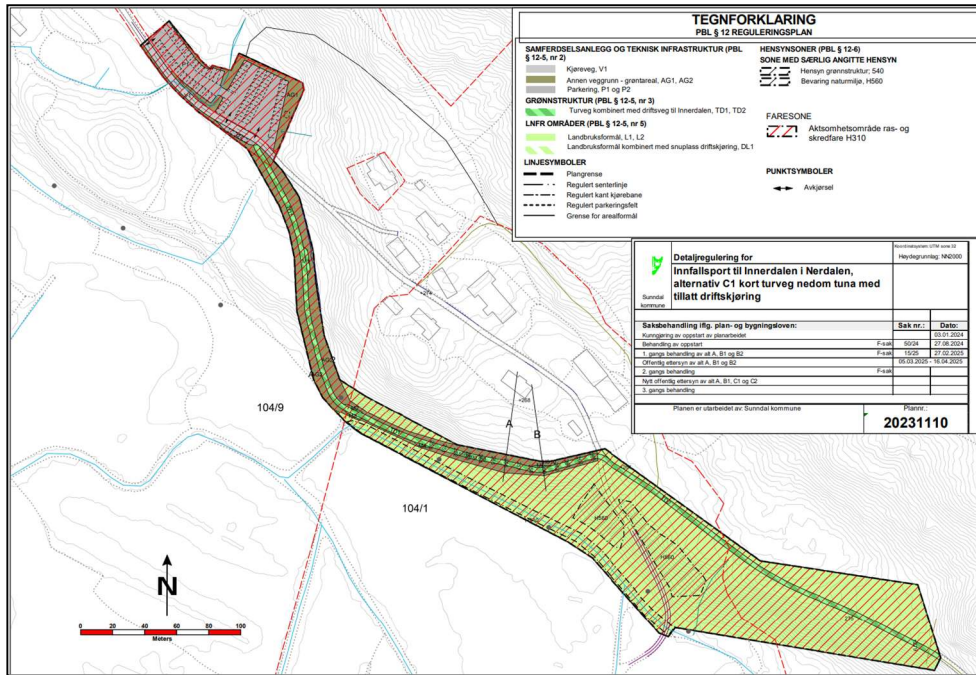 TEGNFORKLARING
PBL § 12 REGULERINGSPLAN
SAMFERDSELSANLEGG OG TEKNISK INFRASTRUKTUR (PBL
§ 12-5, nr 2)
Kjøreveg, V1
Annen veggrunn - grøntareal, AG1, AG2
Parkering, P1 og P2
GRØNNSTRUKTUR (PBL § 12-5, nr 3)
Turveg kombinert med driftsveg til Innerdalen, TD1, TD2
LNFR OMRÅDER (PBL § 12-5, nr 5)
Landbruksformål, L1, L2
Landbruksformål kombinert med snuplass driftskjøring, DL1
LINJESYMBOLER
Plangrense
Regulert senterlinje
Regulert kant kjørebane
Regulert parkeringsfelt
Grense for arealformål
HENSYNSONER (PBL § 12-6)
SONE MED SÆRLIG ANGITTE HENSYN
Hensyn grønnstruktur; 540
Bevaring naturmiljø, H560
FARESONE
Aktsomhetsområde ras- og
skredfare H310
PUNKTSYMBOLER
Avkjørsel
Sunndal
kommune
Detaljregulering for
Innfallsport til Innerdalen i Nerdalen,
alternativ C1 kort turveg nedom tuna med
tillatt driftskjøring
Koordinatsystem: UTM sone 32
Høydegrunnlag: NN2000
Saksbehandling iflg. plan- og bygningsloven: Sak nr.: Dato:
Kunngjøring av oppstart av planarbeidet 03.01.2024
Behandling av oppstart F-sak 50/24 27.08.2024
1. gangs behandling av alt A, B1 og B2 F-sak 15/25 27.02.2025
Offentlig ettersyn av alt A, B1 og B2 05.03.2025 - 16.04.2025
2. gangs behandling F-sak
Nytt offentlig ettersyn av alt A, B1, C1 og C2
3. gangs behandling
Planen er utarbeidet av: Sunndal kommune
Plannr.:
20231110
AG1
+274
+268
A
B
104/9
104/1
H560
H560
275
N
0 20 40 60 80 100
Meters